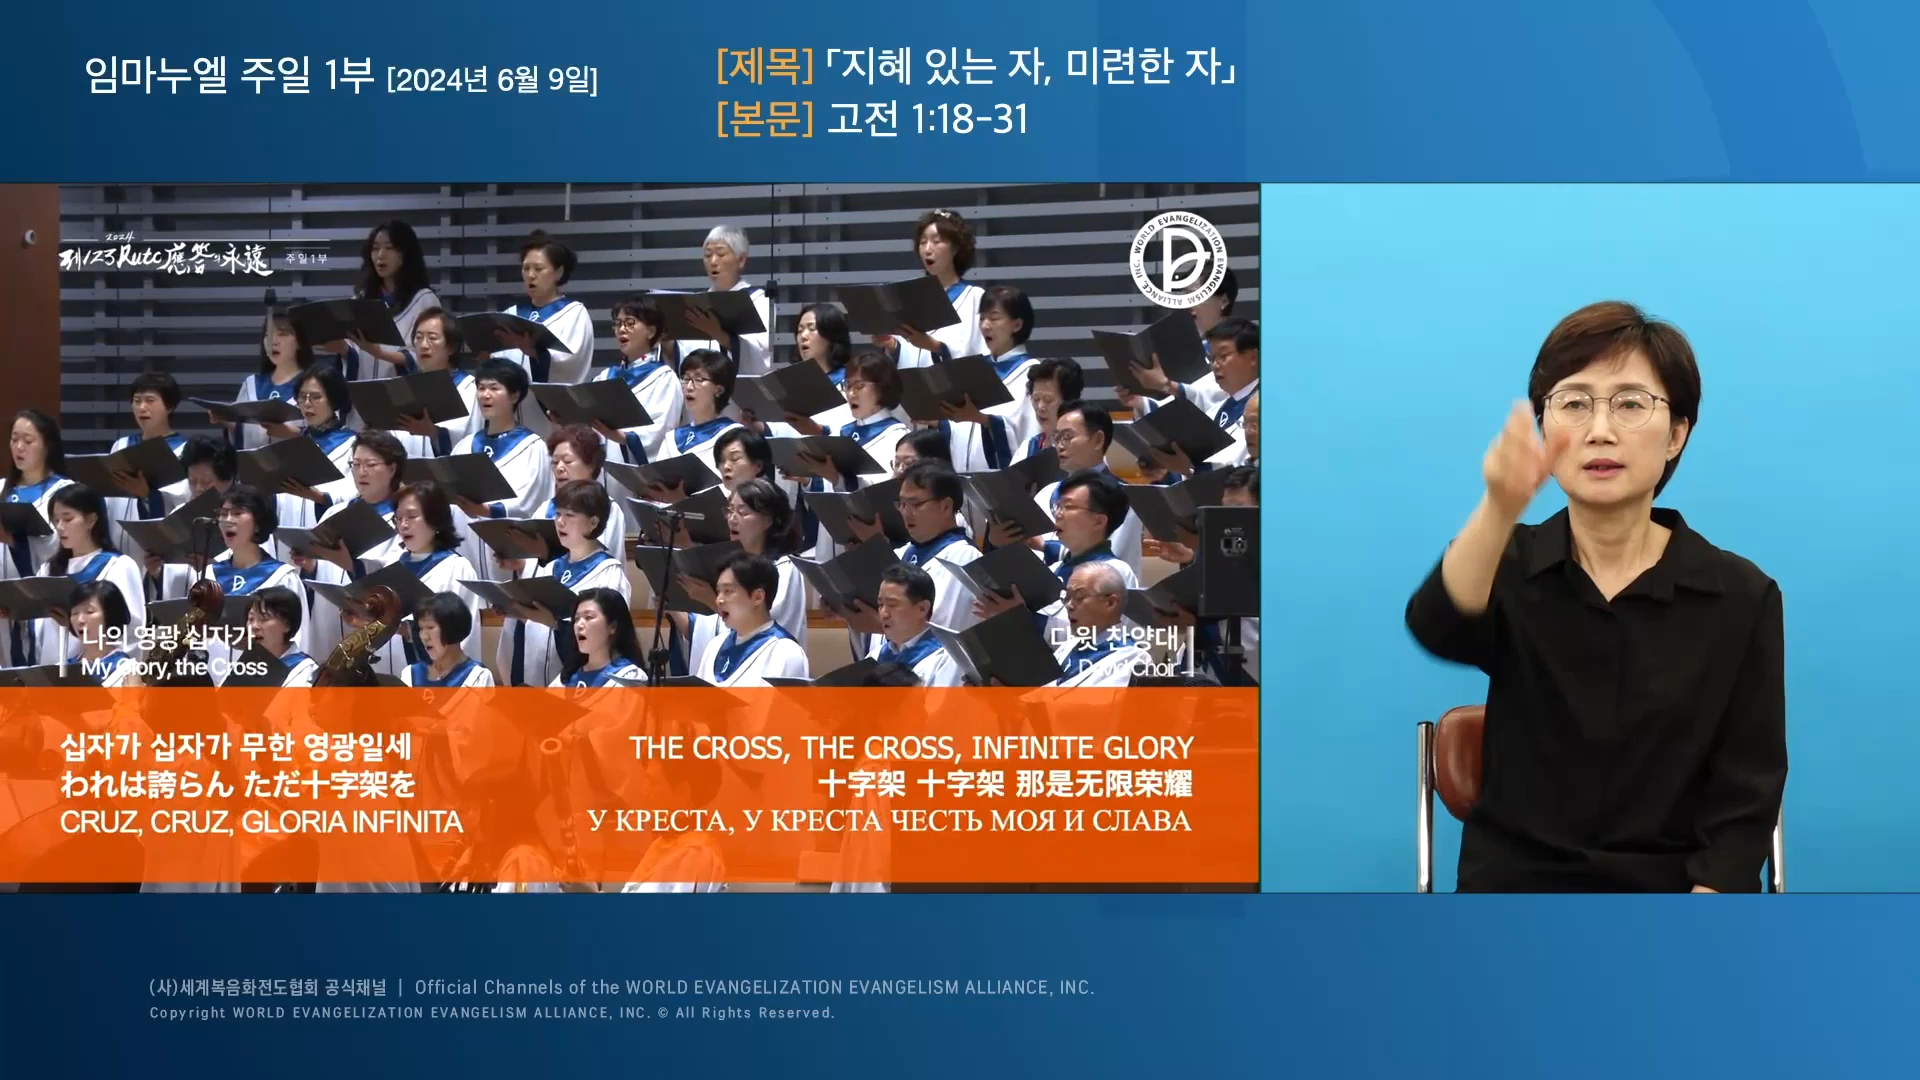 임마누엘 주일 1부 [2024년 6월 9일]
[제목] 「지혜 있는 자, 미련한 자」
[본문] 고전 1:18-31
2024
제123 Rutc 應答의 永遠 주일1부
WORLD EVANGELIZATION EVANGELISM ALLIANCE, INC.
나의 영광 십자가
My Glory, the Cross
다윗 찬양대
David Choir
십자가 십자가 무한 영광일세
われは誇らん ただ十字架を
CRUZ, CRUZ, GLORIA INFINITA
THE CROSS, THE CROSS, INFINITE GLORY
十字架 十字架 那是无限荣耀
У КРЕСТА, У КРЕСТА ЧЕСТЬ МОЯ И СЛАВА
(사)세계복음화전도협회 공식채널 | Official Channels of the WORLD EVANGELIZATION EVANGELISM ALLIANCE, INC.
Copyright WORLD EVANGELIZATION EVANGELISM ALLIANCE, INC. © All Rights Reserved.